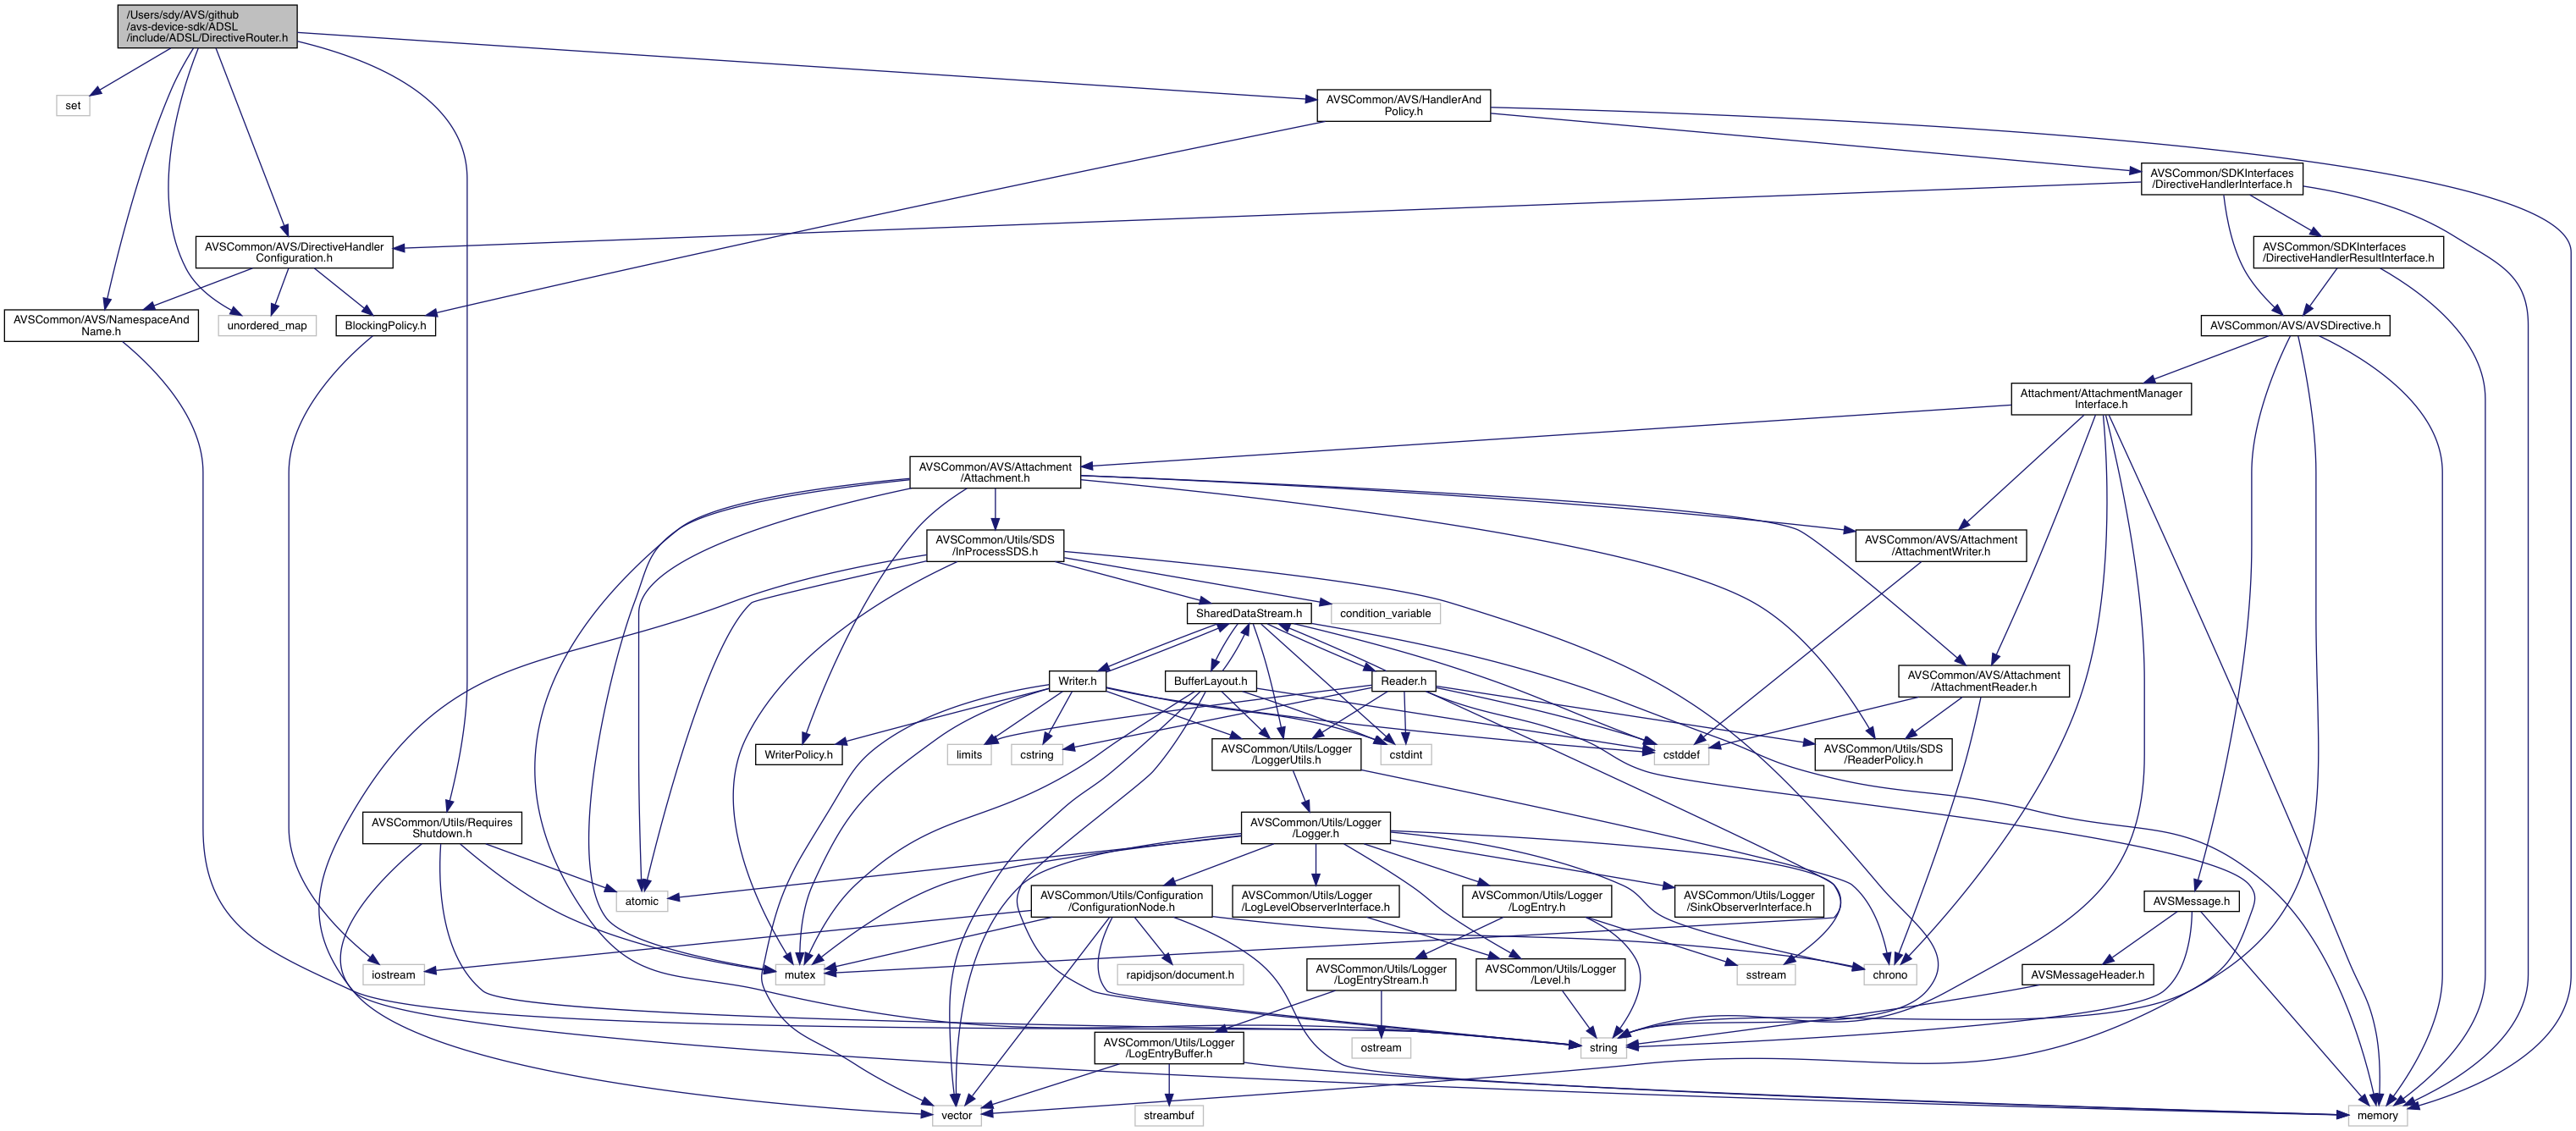 /Users/sdy/AVS/github
/avs-device-sdk/ADSL
/include/ADSL/DirectiveRouter.h
set
AVSCommon/AVS/HandlerAnd
Policy.h
AVSCommon/SDKInterfaces
/DirectiveHandlerInterface.h
AVSCommon/AVS/DirectiveHandler
Configuration.h
AVSCommon/SDKInterfaces
/DirectiveHandlerResultInterface.h
AVSCommon/AVS/NamespaceAnd
Name.h
unordered_map
BlockingPolicy.h
AVSCommon/AVS/AVSDirective.h
Attachment/AttachmentManager
Interface.h
AVSCommon/AVS/Attachment
/Attachment.h
AVSCommon/Utils/SDS
/InProcessSDS.h
AVSCommon/AVS/Attachment
/AttachmentWriter.h
SharedDataStream.h
condition_variable
Writer.h
BufferLayout.h
Reader.h
AVSCommon/AVS/Attachment
/AttachmentReader.h
WriterPolicy.h
limits
cstring
AVSCommon/Utils/Logger
/LoggerUtils.h
cstdint
cstddef
AVSCommon/Utils/SDS
/ReaderPolicy.h
AVSCommon/Utils/Requires
Shutdown.h
AVSCommon/Utils/Logger
/Logger.h
atomic
AVSCommon/Utils/Configuration
/ConfigurationNode.h
AVSCommon/Utils/Logger
/LogLevelObserverInterface.h
AVSCommon/Utils/Logger
/LogEntry.h
AVSCommon/Utils/Logger
/SinkObserverInterface.h
AVSMessage.h
iostream
mutex
rapidjson/document.h
AVSCommon/Utils/Logger
/LogEntryStream.h
AVSCommon/Utils/Logger
/Level.h
sstream
chrono
AVSMessageHeader.h
AVSCommon/Utils/Logger
/LogEntryBuffer.h
ostream
string
vector
streambuf
memory